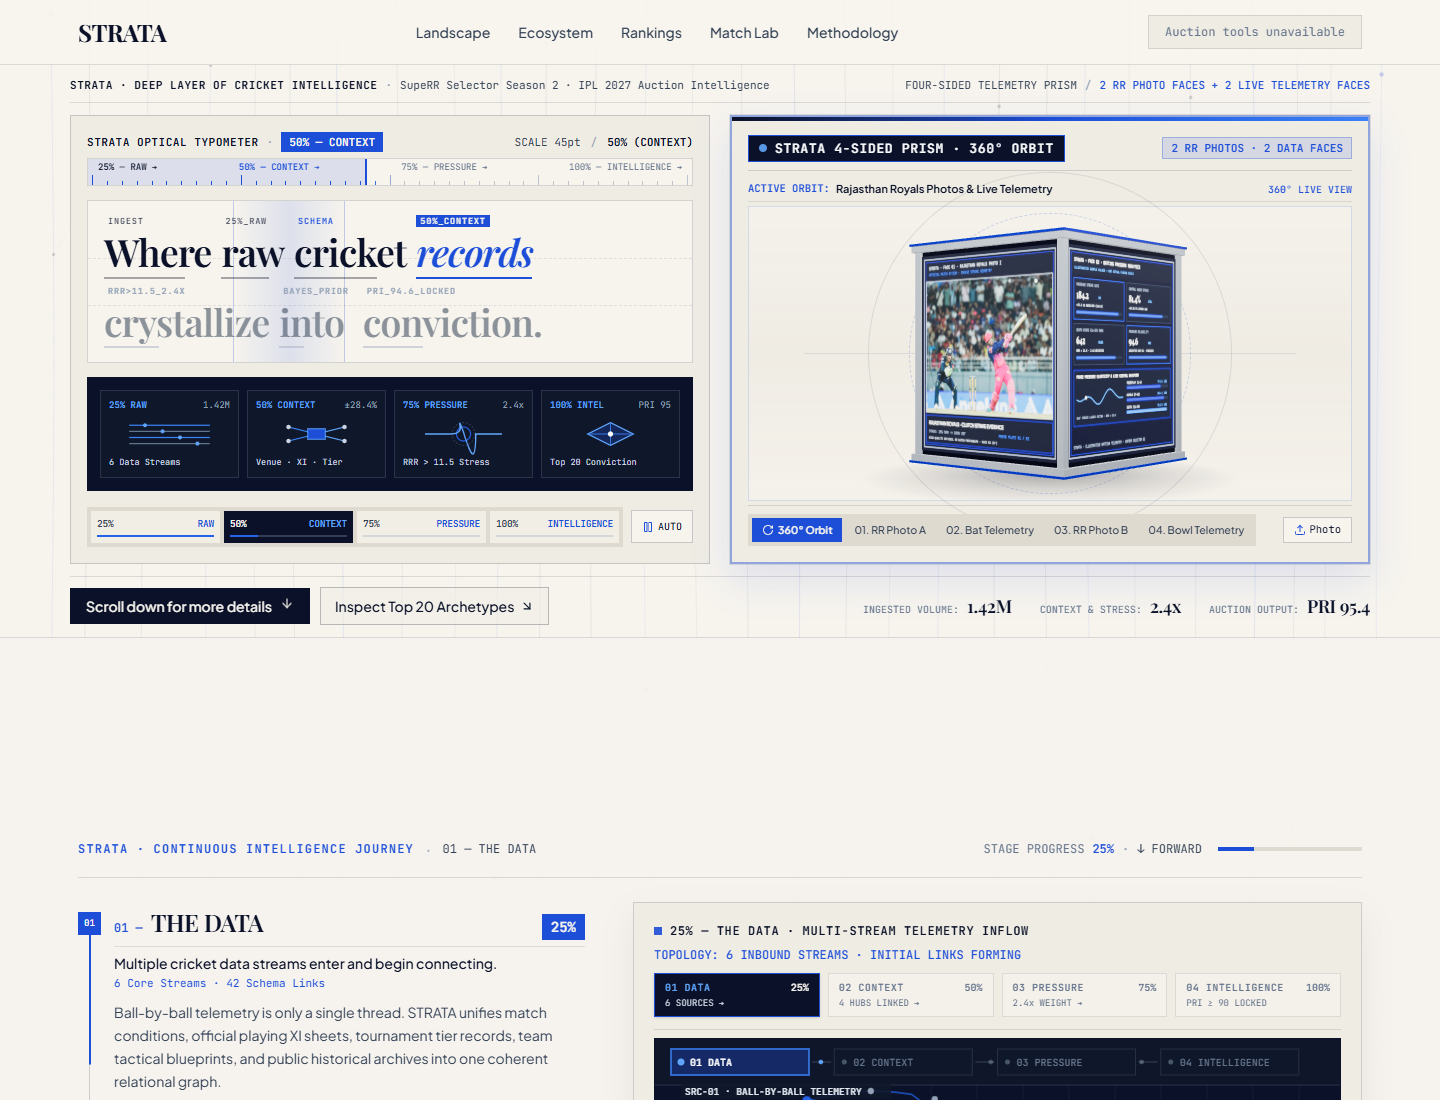 STRATA
Landscape
Ecosystem
Rankings
Match Lab
Methodology
Auction tools unavailable
STRATA · DEEP LAYER OF CRICKET INTELLIGENCE · SupeRR Selector Season 2 · IPL 2027 Auction Intelligence
FOUR-SIDED TELEMETRY PRISM / 2 RR PHOTO FACES + 2 LIVE TELEMETRY FACES
STRATA OPTICAL TYPOMETER · 50% — CONTEXT
SCALE 45pt / 50% (CONTEXT)
25% — RAW →
50% — CONTEXT →
75% — PRESSURE →
100% — INTELLIGENCE →
INGEST
25%_RAW
SCHEMA
50%_CONTEXT
Where raw cricket records
RRR>11.5_2.4X
BAYES_PRIOR
PRI_94.6_LOCKED
crystallize into conviction.
25% RAW 1.42M
6 Data Streams
50% CONTEXT ±28.4%
Venue · XI · Tier
75% PRESSURE 2.4x
RRR > 11.5 Stress
100% INTEL PRI 95
Top 20 Conviction
25% RAW
50% CONTEXT
75% PRESSURE
100% INTELLIGENCE
AUTO
STRATA 4-SIDED PRISM · 360° ORBIT
2 RR PHOTOS · 2 DATA FACES
ACTIVE ORBIT: Rajasthan Royals Photos & Live Telemetry
360° LIVE VIEW
184.2
81.4%
642
94.6
360° Orbit
01. RR Photo A
02. Bat Telemetry
03. RR Photo B
04. Bowl Telemetry
Photo
Scroll down for more details ↓
Inspect Top 20 Archetypes ↘
INGESTED VOLUME: 1.42M
CONTEXT & STRESS: 2.4x
AUCTION OUTPUT: PRI 95.4
STRATA · CONTINUOUS INTELLIGENCE JOURNEY · 01 — THE DATA
STAGE PROGRESS 25% · ↓ FORWARD
01
01 — THE DATA
25%
Multiple cricket data streams enter and begin connecting.
6 Core Streams · 42 Schema Links
Ball-by-ball telemetry is only a single thread. STRATA unifies match
conditions, official playing XI sheets, tournament tier records, team
tactical blueprints, and public historical archives into one coherent
relational graph.
25% — THE DATA · MULTI-STREAM TELEMETRY INFLOW
TOPOLOGY: 6 INBOUND STREAMS · INITIAL LINKS FORMING
01 DATA 25%
6 SOURCES →
02 CONTEXT 50%
4 HUBS LINKED →
03 PRESSURE 75%
2.4x WEIGHT →
04 INTELLIGENCE 100%
PRI ≥ 90 LOCKED
01 DATA
02 CONTEXT
03 PRESSURE
04 INTELLIGENCE
SRC-01 · BALL-BY-BALL TELEMETRY